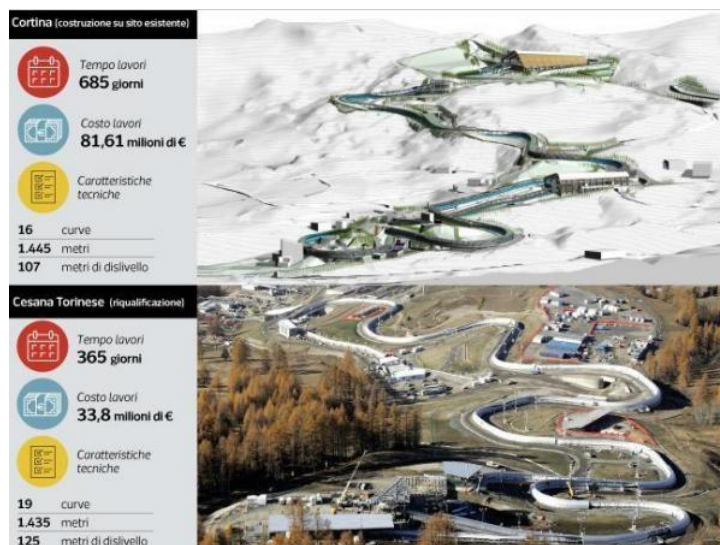 Cortina (costruzione su sito esistente)
Tempo lavori
685 giorni
Costo lavori
81,61 milioni di €
Caratteristiche
tecniche
16 curve
1.445 metri
107 metri di dislivello
Cesana Torinese (riqualificazione)
Tempo lavori
365 giorni
Costo lavori
33,8 milioni di €
Caratteristiche
tecniche
19 curve
1.435 metri
125 metri di dislivello